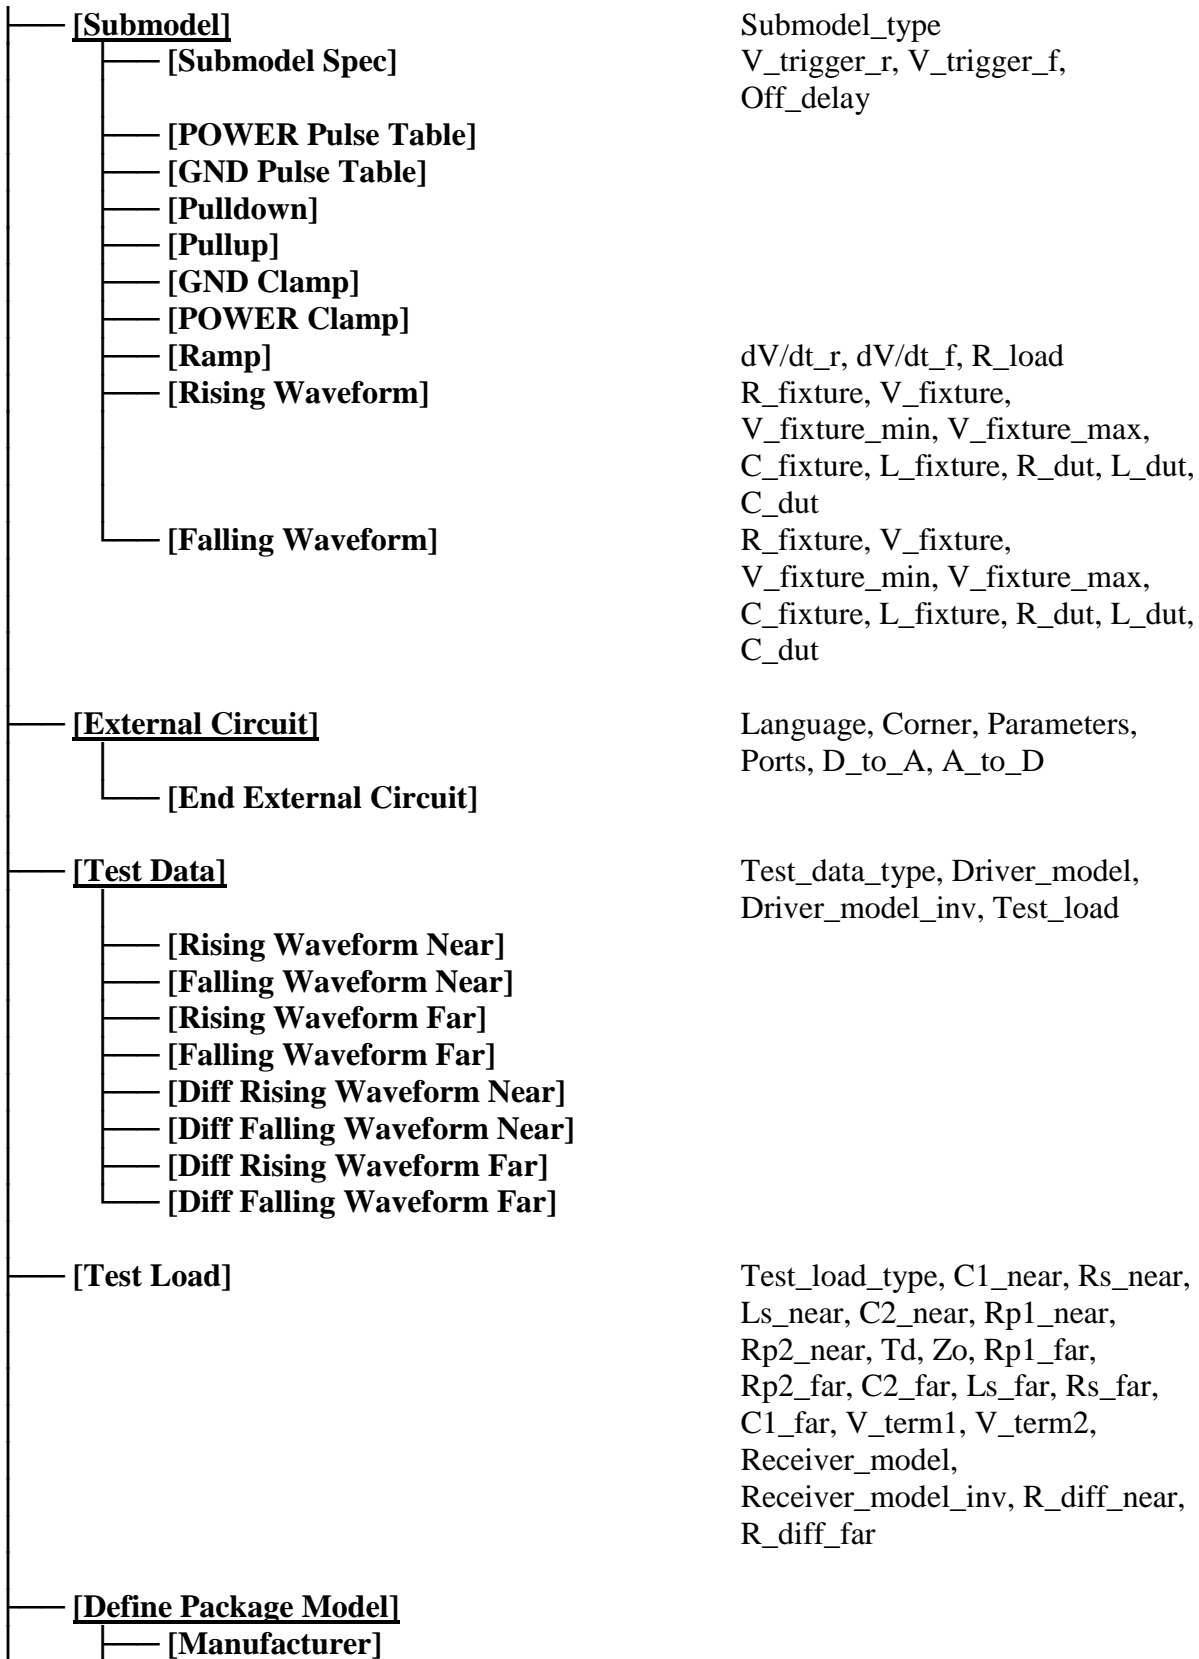 [Submodel] Submodel_type
[Submodel Spec] V_trigger_r, V_trigger_f,
Off_delay
[POWER Pulse Table]
[GND Pulse Table]
[Pulldown]
[Pullup]
[GND Clamp]
[POWER Clamp]
[Ramp] dV/dt_r, dV/dt_f, R_load
[Rising Waveform] R_fixture, V_fixture,
V_fixture_min, V_fixture_max,
C_fixture, L_fixture, R_dut, L_dut,
C_dut
[Falling Waveform] R_fixture, V_fixture,
V_fixture_min, V_fixture_max,
C_fixture, L_fixture, R_dut, L_dut,
C_dut
[External Circuit] Language, Corner, Parameters,
Ports, D_to_A, A_to_D
[End External Circuit]
[Test Data] Test_data_type, Driver_model,
Driver_model_inv, Test_load
[Rising Waveform Near]
[Falling Waveform Near]
[Rising Waveform Far]
[Falling Waveform Far]
[Diff Rising Waveform Near]
[Diff Falling Waveform Near]
[Diff Rising Waveform Far]
[Diff Falling Waveform Far]
[Test Load] Test_load_type, C1_near, Rs_near,
Ls_near, C2_near, Rp1_near,
Rp2_near, Td, Zo, Rp1_far,
Rp2_far, C2_far, Ls_far, Rs_far,
C1_far, V_term1, V_term2,
Receiver_model,
Receiver_model_inv, R_diff_near,
R_diff_far
[Define Package Model]
[Manufacturer]